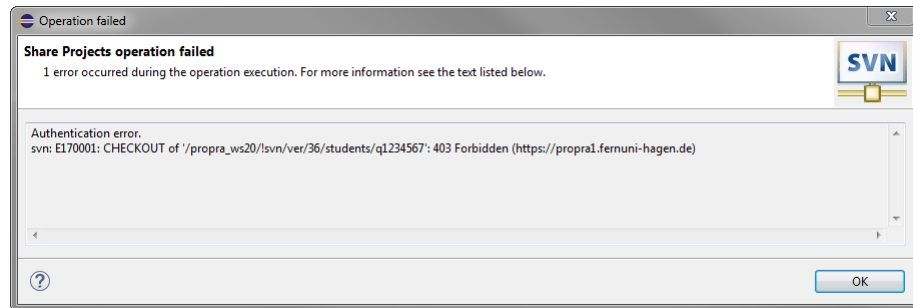 Operation failed
Share Projects operation failed
1 error occurred during the operation execution. For more information see the text listed below.
SVN
Authentication error.
svn: E170001: CHECKOUT of '/propra_ws20/!svn/ver/36/students/q1234567': 403 Forbidden (https://propra1.fernuni-hagen.de)
?
OK